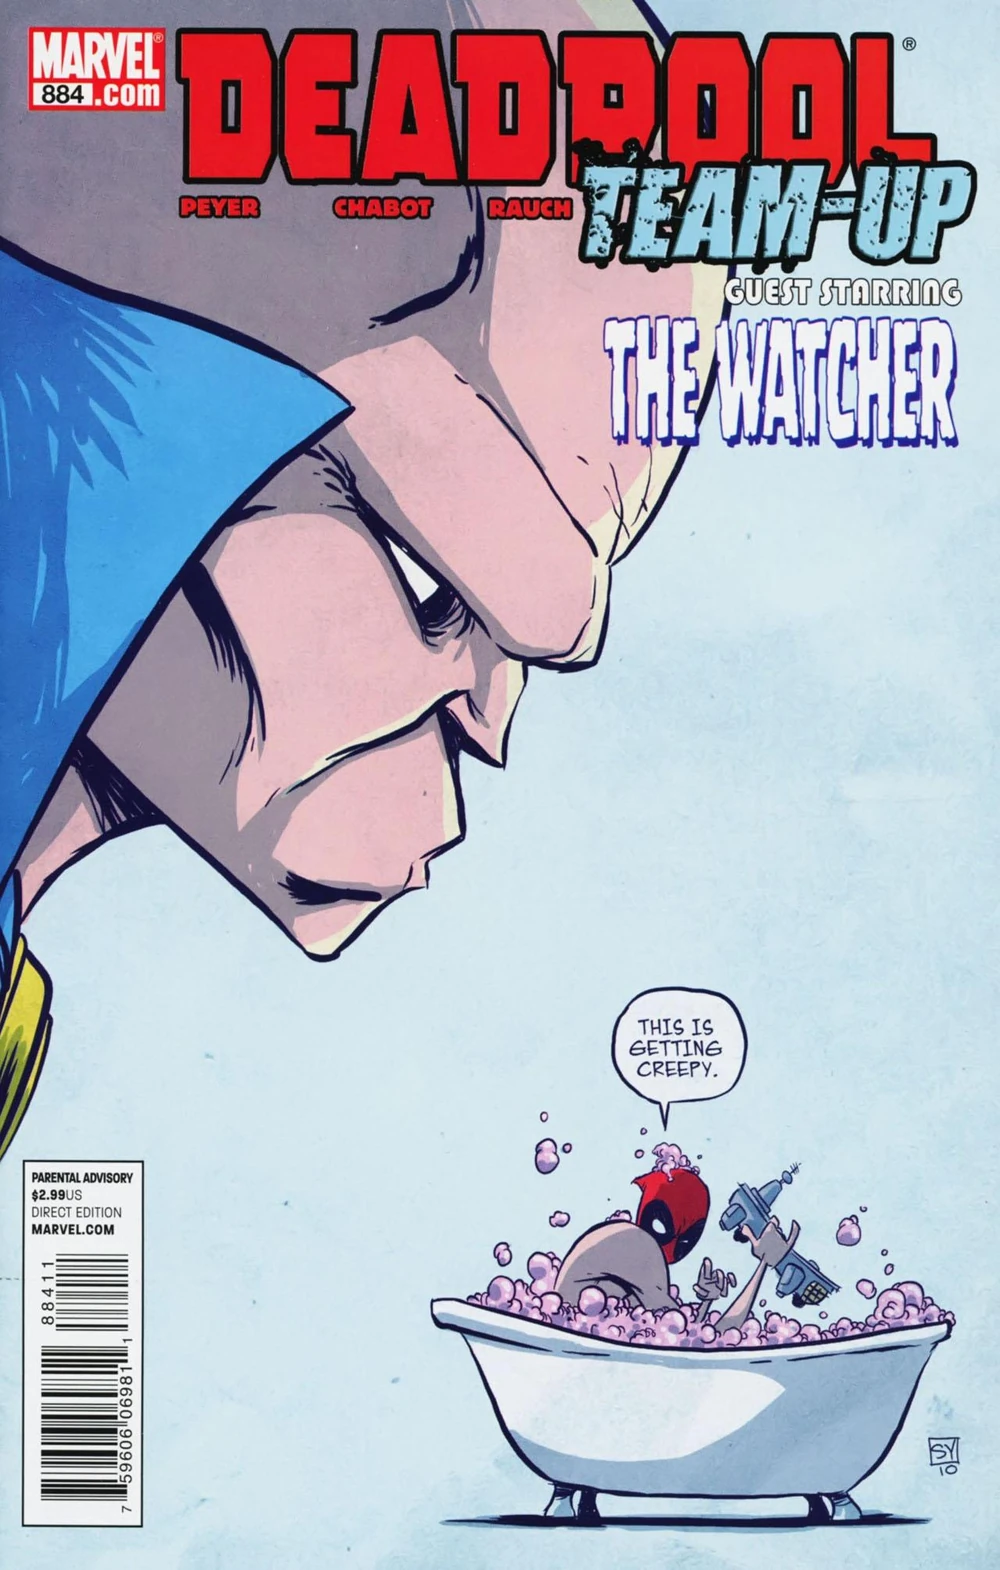 MARVEL®
884 .com
DEADPOOL®
TEAM-UP
PEYER CHABOT RAUCH
GUEST STARRING
THE WATCHER
THIS IS
GETTING
CREEPY.
PARENTAL ADVISORY
$2.99US
DIRECT EDITION
MARVEL.COM
88411
7 59606 06981 1
SY
10